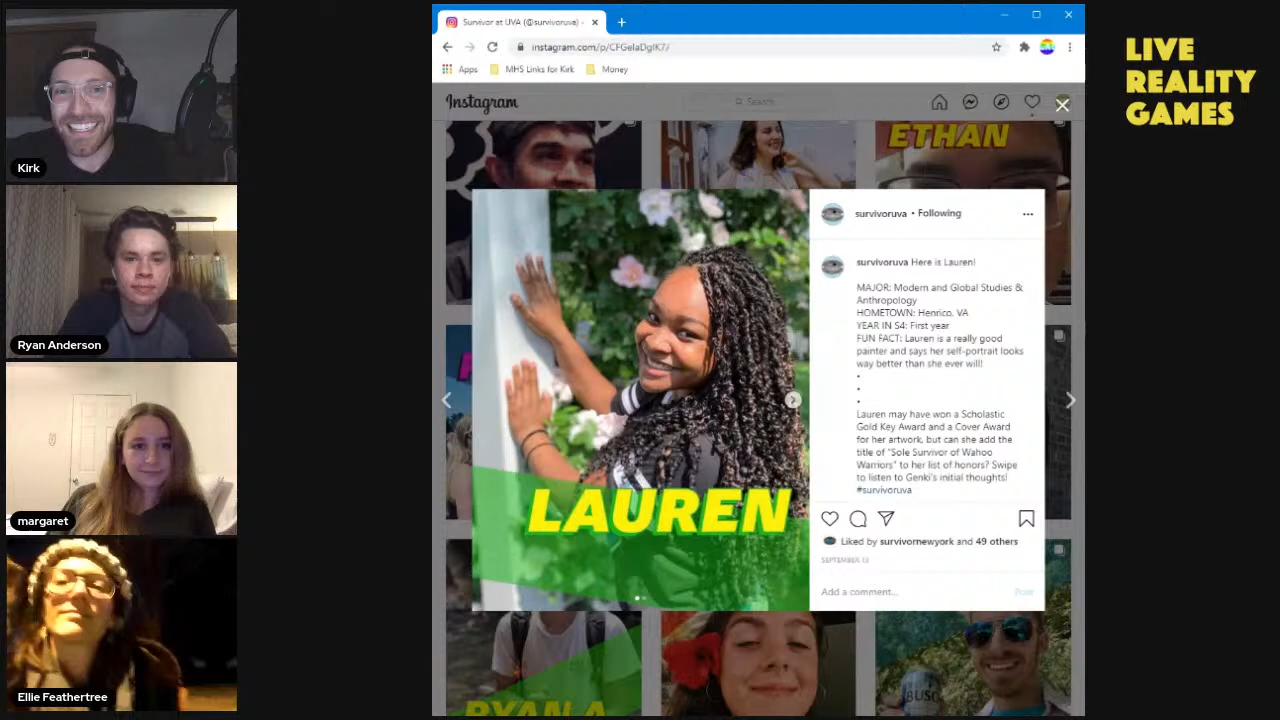 Kirk
Ryan Anderson
margaret
Ellie Feathertree
Survivor at UVA (@survivoruva) -
instagram.com/p/CFGelaDglK7/
Apps
MHS Links for Kirk
Money
Instagram
Search
ETHAN
LAUREN
survivoruva • Following
survivoruva Here is Lauren!
MAJOR: Modern and Global Studies &
Anthropology
HOMETOWN: Henrico, VA
YEAR IN S4: First year
FUN FACT: Lauren is a really good
painter and says her self-portrait looks
way better than she ever will!
•
•
•
Lauren may have won a Scholastic
Gold Key Award and a Cover Award
for her artwork, but can she add the
title of "Sole Survivor of Wahoo
Warriors" to her list of honors? Swipe
to listen to Genki's initial thoughts!
#survivoruva
Liked by survivornewyork and 49 others
SEPTEMBER 13
Add a comment...
Post
RYAN A
LIVE
REALITY
GAMES